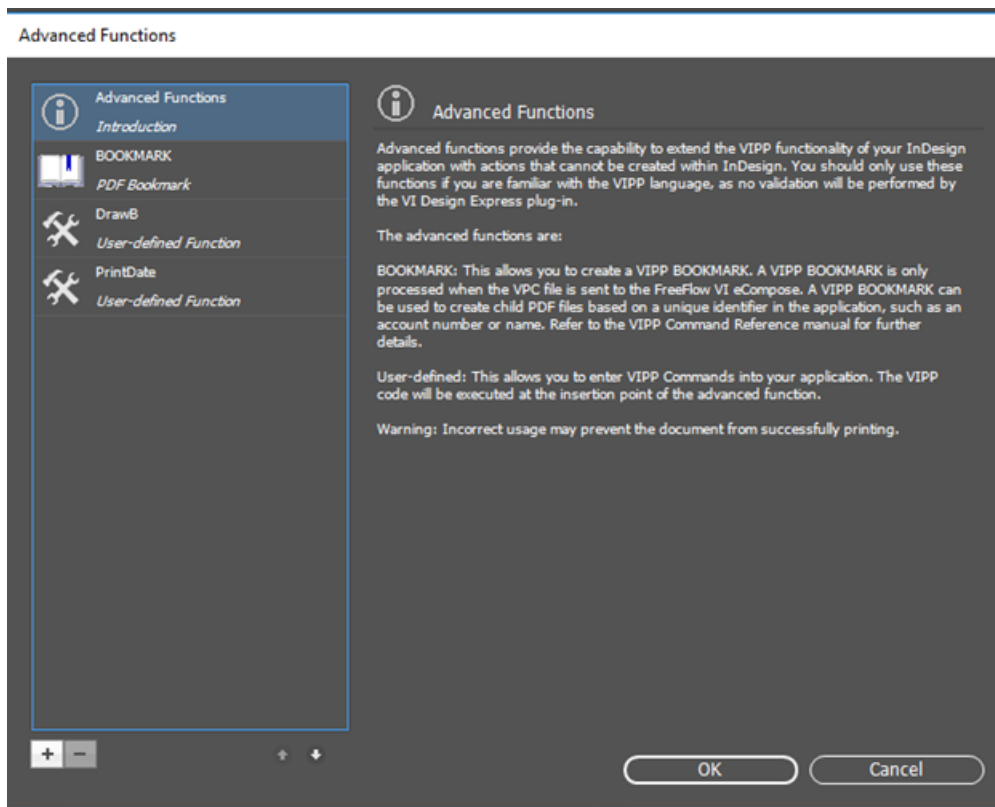 Advanced Functions
Advanced Functions
Introduction
BOOKMARK
PDF Bookmark
DrawB
User-defined Function
PrintDate
User-defined Function
Advanced Functions
Advanced functions provide the capability to extend the VIPP functionality of your InDesign
application with actions that cannot be created within InDesign. You should only use these
functions if you are familiar with the VIPP language, as no validation will be performed by
the VI Design Express plug-in.
The advanced functions are:
BOOKMARK: This allows you to create a VIPP BOOKMARK. A VIPP BOOKMARK is only
processed when the VPC file is sent to the FreeFlow VI eCompose. A VIPP BOOKMARK can
be used to create child PDF files based on a unique identifier in the application, such as an
account number or name. Refer to the VIPP Command Reference manual for further
details.
User-defined: This allows you to enter VIPP Commands into your application. The VIPP
code will be executed at the insertion point of the advanced function.
Warning: Incorrect usage may prevent the document from successfully printing.
OK
Cancel